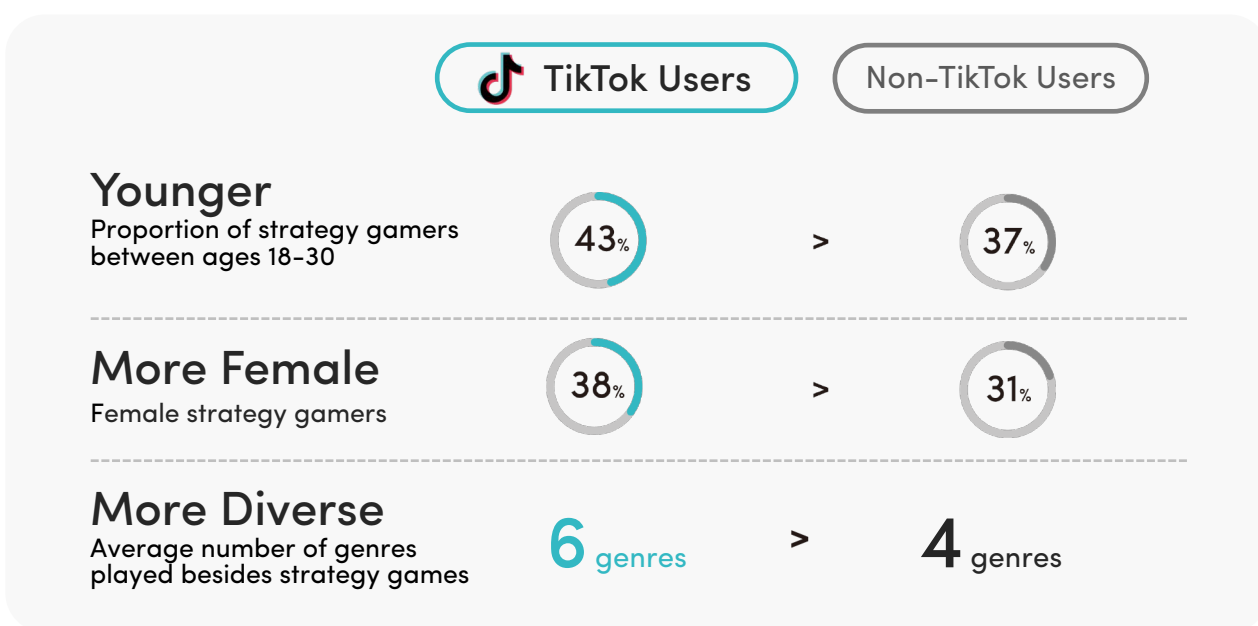 TikTok Users
Non-TikTok Users
Younger
Proportion of strategy gamers
between ages 18-30
43%
>
37%
More Female
Female strategy gamers
38%
>
31%
More Diverse
Average number of genres
played besides strategy games
6 genres
>
4 genres